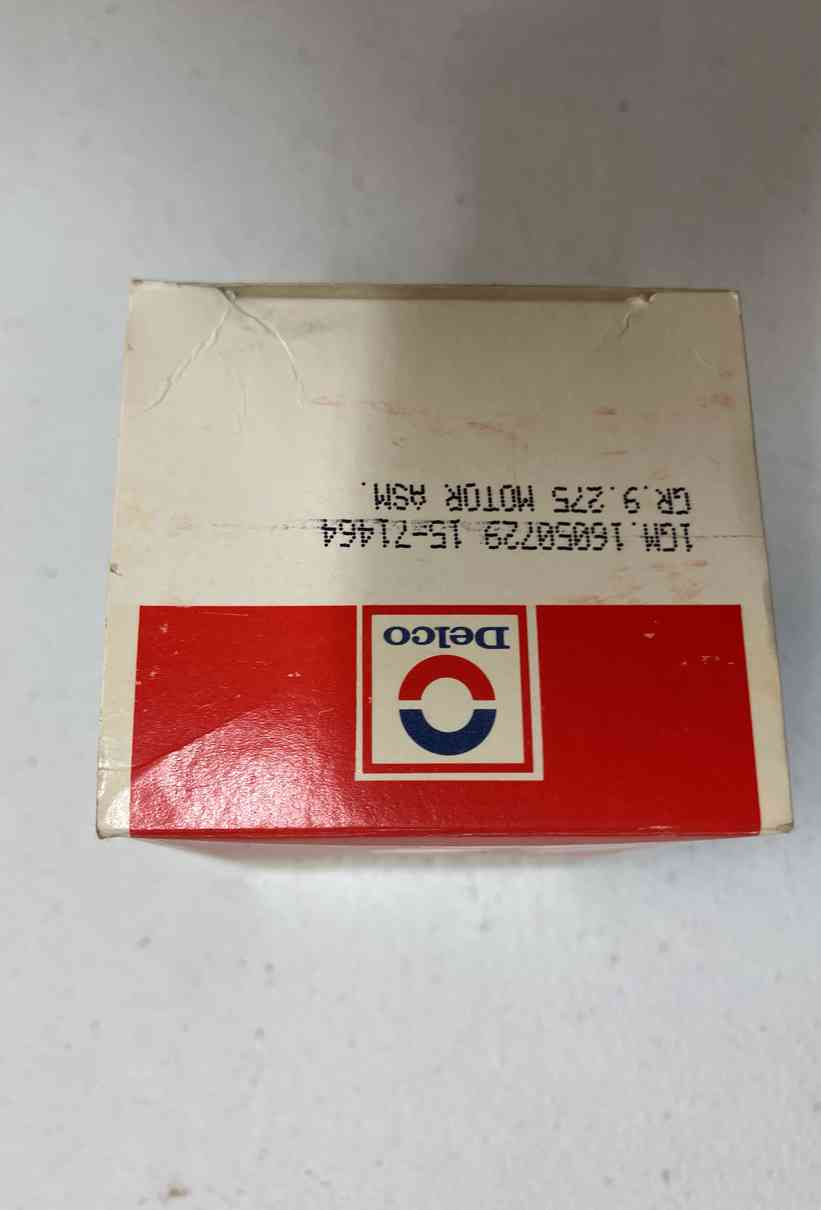 Delco
1GM.16050729 15-71464
GR.9.275 MOTOR ASM.